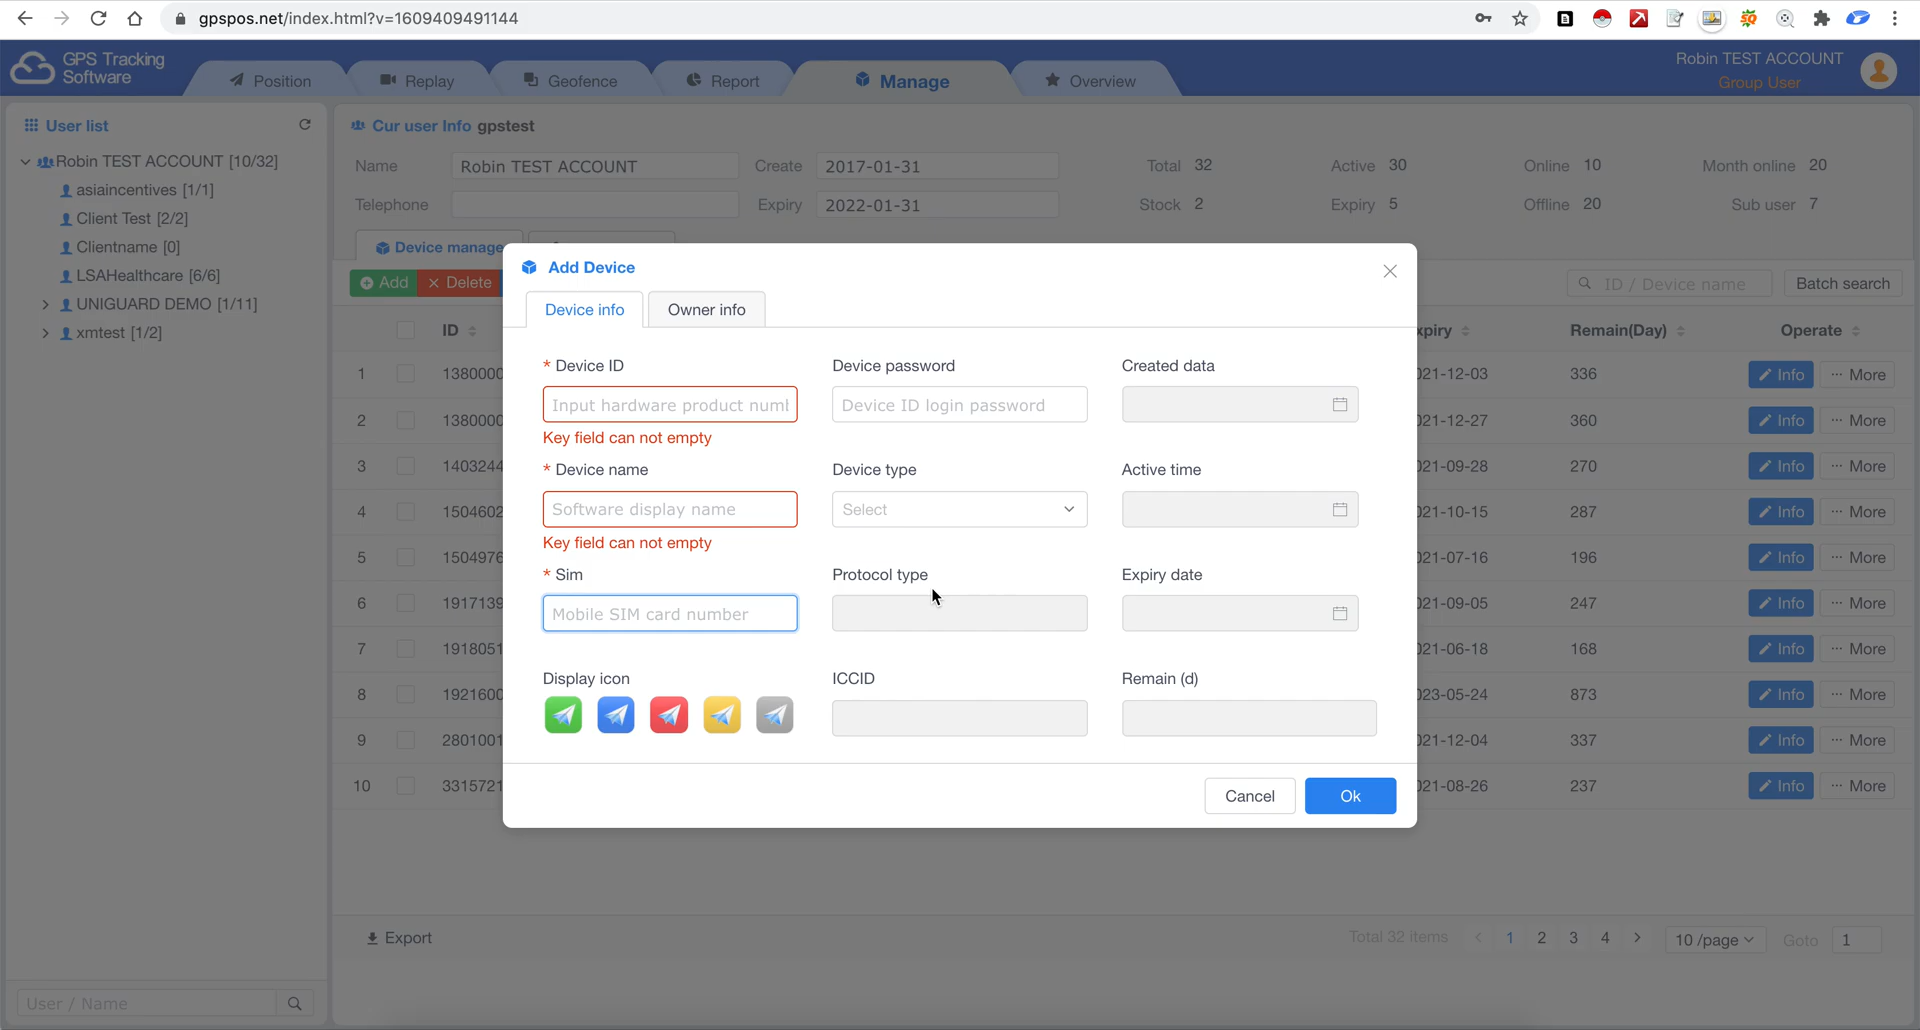 gpspos.net/index.html?v=1609409491144
GPS Tracking
Software
Position
Replay
Geofence
Report
Manage
Overview
Robin TEST ACCOUNT
Group User
User list
Robin TEST ACCOUNT [10/32]
asiaincentives [1/1]
Client Test [2/2]
Clientname [0]
LSAHealthcare [6/6]
UNIGUARD DEMO [1/11]
xmtest [1/2]
User / Name
Cur user Info gpstest
Name Robin TEST ACCOUNT Create 2017-01-31 Total 32 Active 30 Online 10 Month online 20
Telephone Expiry 2022-01-31 Stock 2 Expiry 5 Offline 20 Sub user 7
Device manage
Add × Delete ID / Device name Batch search
ID xpiry Remain(Day) Operate
1 1380000 021-12-03 336 Info ··· More
2 1380000 021-12-27 360 Info ··· More
3 1403244 021-09-28 270 Info ··· More
4 1504602 021-10-15 287 Info ··· More
5 1504976 021-07-16 196 Info ··· More
6 1917139 021-09-05 247 Info ··· More
7 1918051 021-06-18 168 Info ··· More
8 1921600 023-05-24 873 Info ··· More
9 2801001 021-12-04 337 Info ··· More
10 3315721 021-08-26 237 Info ··· More
Add Device
Device info Owner info
* Device ID Device password Created data
Input hardware product numl Device ID login password
Key field can not empty
* Device name Device type Active time
Software display name Select
Key field can not empty
* Sim Protocol type Expiry date
Mobile SIM card number
Display icon ICCID Remain (d)
Cancel Ok
Export Total 32 items < 1 2 3 4 > 10 /page Goto 1